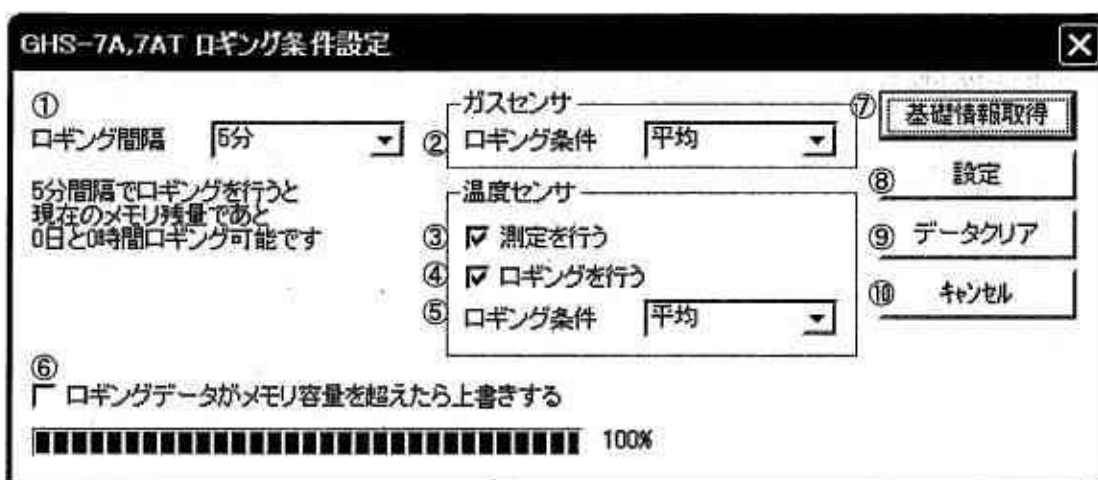 GHS-7A,7AT ロギング条件設定
①
ロギング間隔 5分
5分間隔でロギングを行うと
現在のメモリ残量であと
0日と0時間ロギング可能です
ガスセンサ
② ロギング条件 平均
温度センサ
③ 測定を行う
④ ロギングを行う
⑤ ロギング条件 平均
⑥
ロギングデータがメモリ容量を超えたら上書きする
100%
⑦ 基礎情報取得
⑧ 設定
⑨ データクリア
⑩ キャンセル